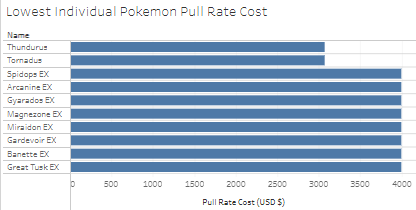 Lowest Individual Pokemon Pull Rate Cost
Name
Thundurus
Tornadus
Spidops EX
Arcanine EX
Gyarados EX
Magnezone EX
Miraidon EX
Gardevoir EX
Banette EX
Great Tusk EX
0 500 1000 1500 2000 2500 3000 3500 4000
Pull Rate Cost (USD $)